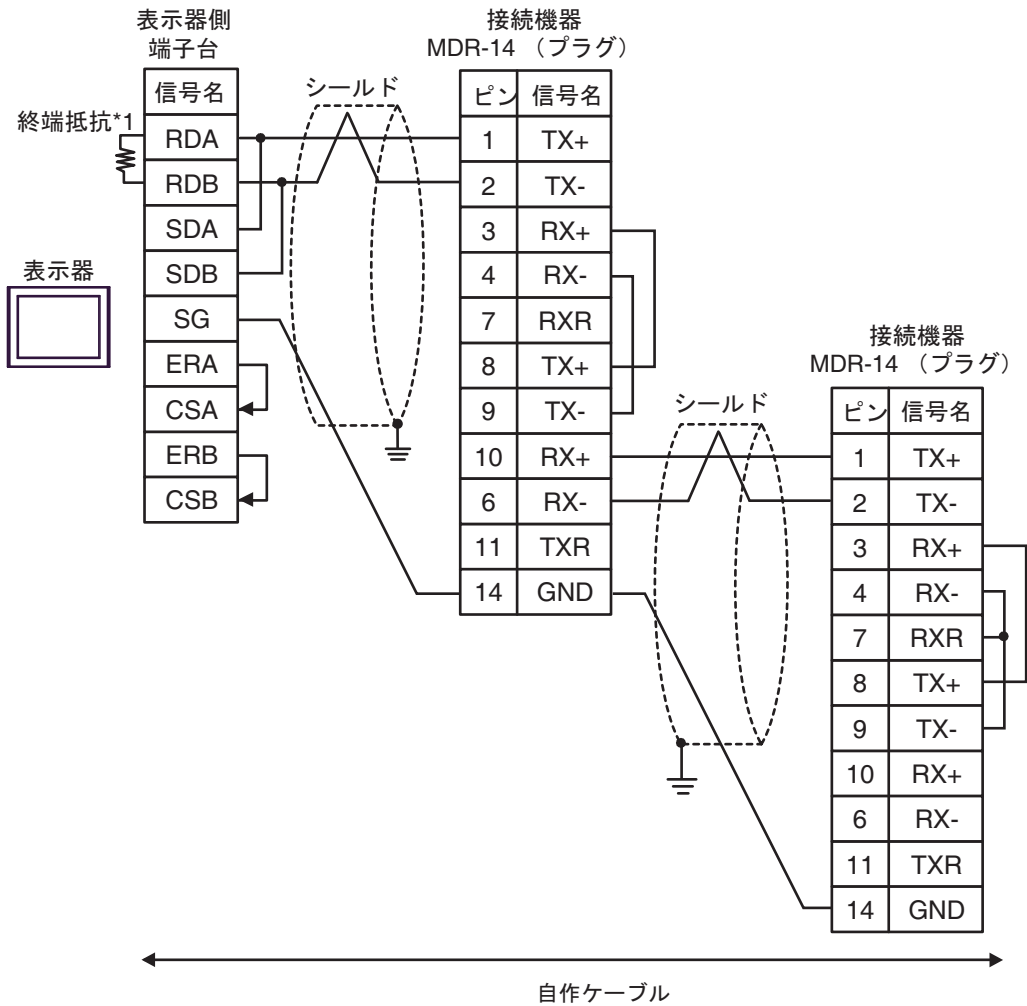 表示器側
端子台
信号名
終端抵抗*1
RDA
RDB
SDA
SDB
SG
ERA
CSA
ERB
CSB
表示器
シールド
接続機器
MDR-14 （プラグ）
ピン 信号名
1 TX+
2 TX-
3 RX+
4 RX-
7 RXR
8 TX+
9 TX-
10 RX+
6 RX-
11 TXR
14 GND
シールド
接続機器
MDR-14 （プラグ）
ピン 信号名
1 TX+
2 TX-
3 RX+
4 RX-
7 RXR
8 TX+
9 TX-
10 RX+
6 RX-
11 TXR
14 GND
自作ケーブル